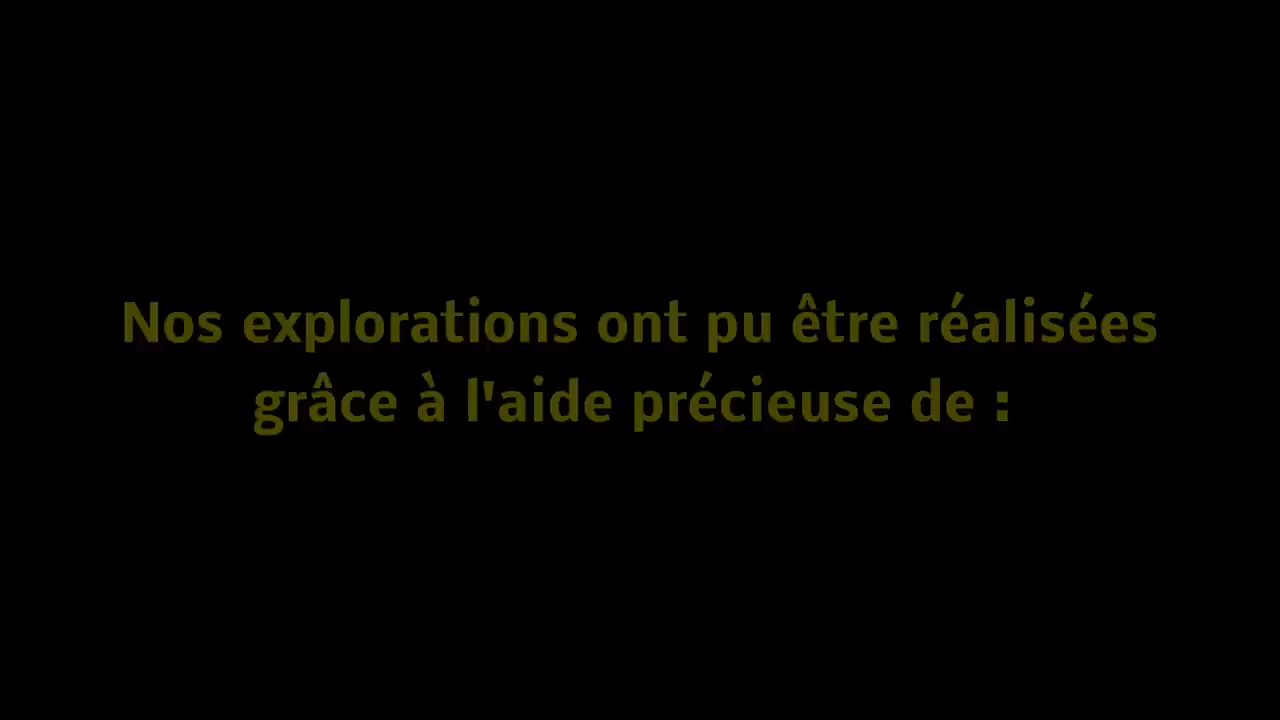 Nos explorations ont pu être réalisées
grâce à l'aide précieuse de :